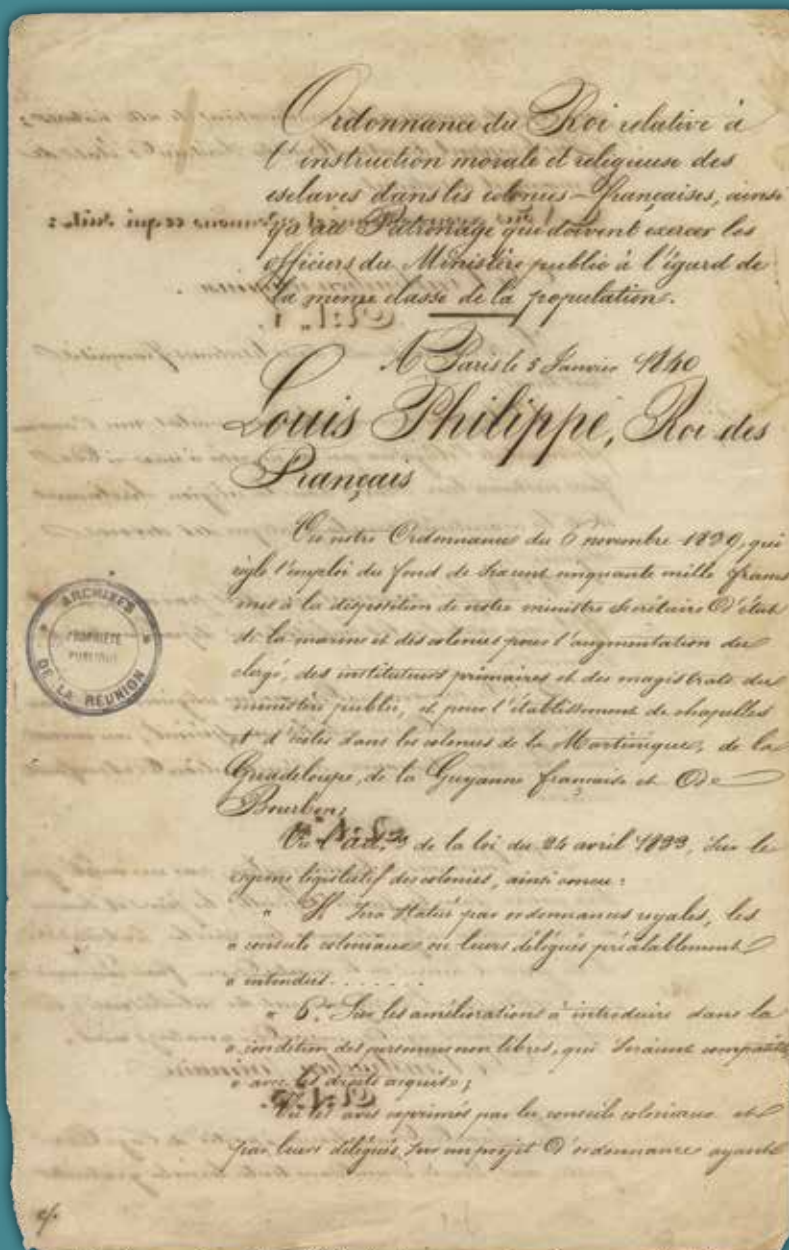 Ordonnance du Roi relative à
l'instruction morale et religieuse des
esclaves dans les colonies françaises, ainsi
qu'au Patronage que doivent exercer les
officiers du Ministère public à l'égard de
la même classe de la population.
A Paris le 5 Janvier 1840
Louis Philippe, Roi des
Français
Vu notre Ordonnance du 6 novembre 1839, qui
règle l'emploi du fond de six cent cinquante mille francs
mis à la disposition de notre ministre Secrétaire d'état
de la marine et des colonies pour l'augmentation du
clergé, des instituteurs primaires et des magistrats du
ministère public, et pour l'établissement de chapelles
et d'écoles dans les colonies de la Martinique, de la
Guadeloupe, de la Guyanne française et De
Bourbon;
Vu l'art. 3 de la loi du 24 avril 1833, sur le
régime législatif des colonies, ainsi conçu :
" Il sera statué par ordonnances royales, les
" conseils coloniaux ou leurs délégués préalablement
" entendus . . . . . .
" 6° Sur les améliorations à introduire dans la
" condition des personnes non libres, qui seraient compatibles
" avec les droits acquis;
Vu les avis exprimés par les conseils coloniaux et
par leurs délégués, sur un projet d'ordonnance ayant
ARCHIVES
PROPRIÉTÉ
PUBLIQUE
DE LA RÉUNION